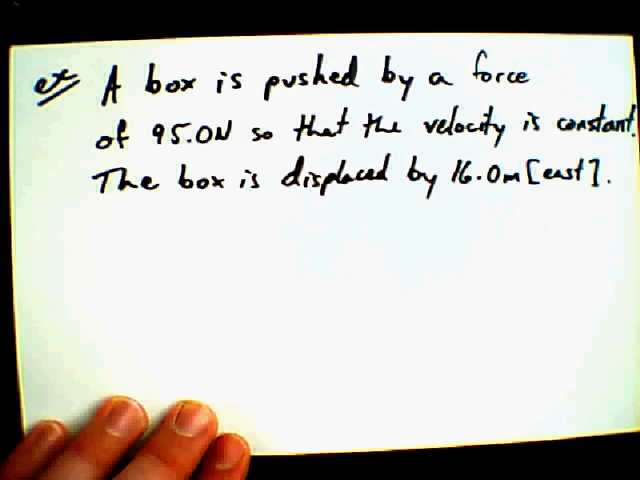 ex A box is pushed by a force
of 95.0N so that the velocity is constant.
The box is displaced by 16.0m [east].